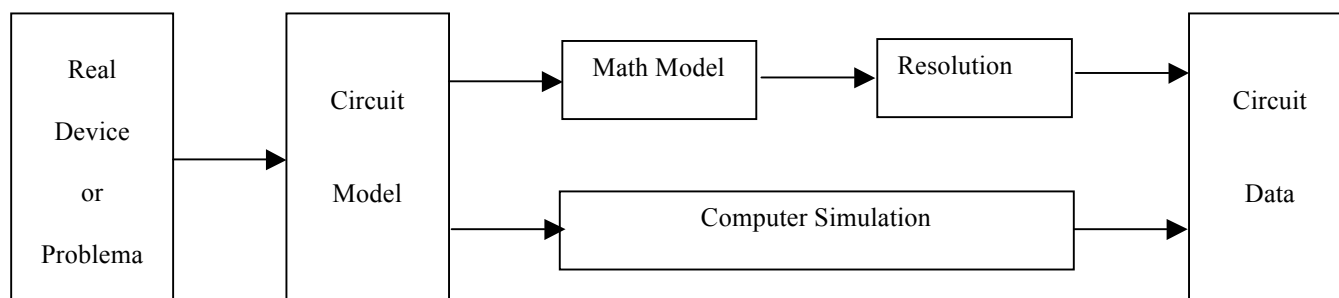 Real
Device
or
Problema
Circuit
Model
Math Model
Resolution
Computer Simulation
Circuit
Data